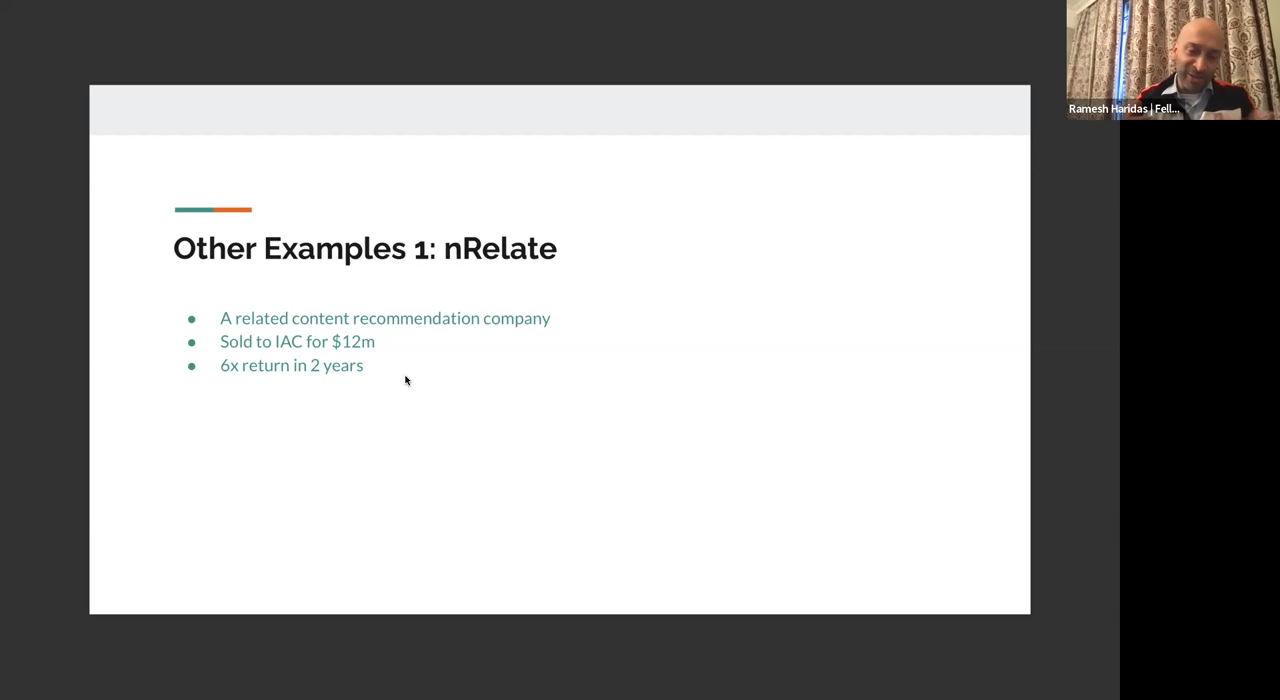 Ramesh Haridas | Fell...
Other Examples 1: nRelate
● A related content recommendation company
● Sold to IAC for $12m
● 6x return in 2 years